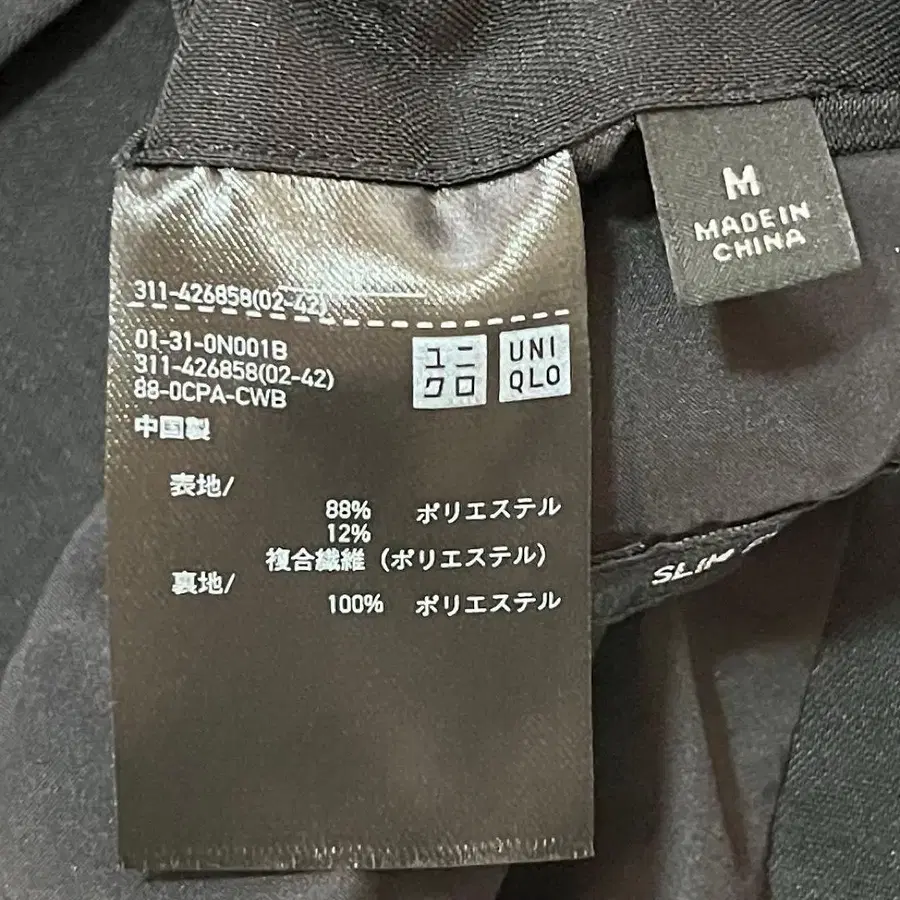 M
MADE IN
CHINA
311-426858(02-42)
01-31-0N001B
311-426858(02-42)
88-0CPA-CWB
中国製
ユニ
クロ
UNI
QLO
表地/
88% ポリエステル
12%
複合繊維(ポリエステル)
裏地/
100% ポリエステル
SLIM